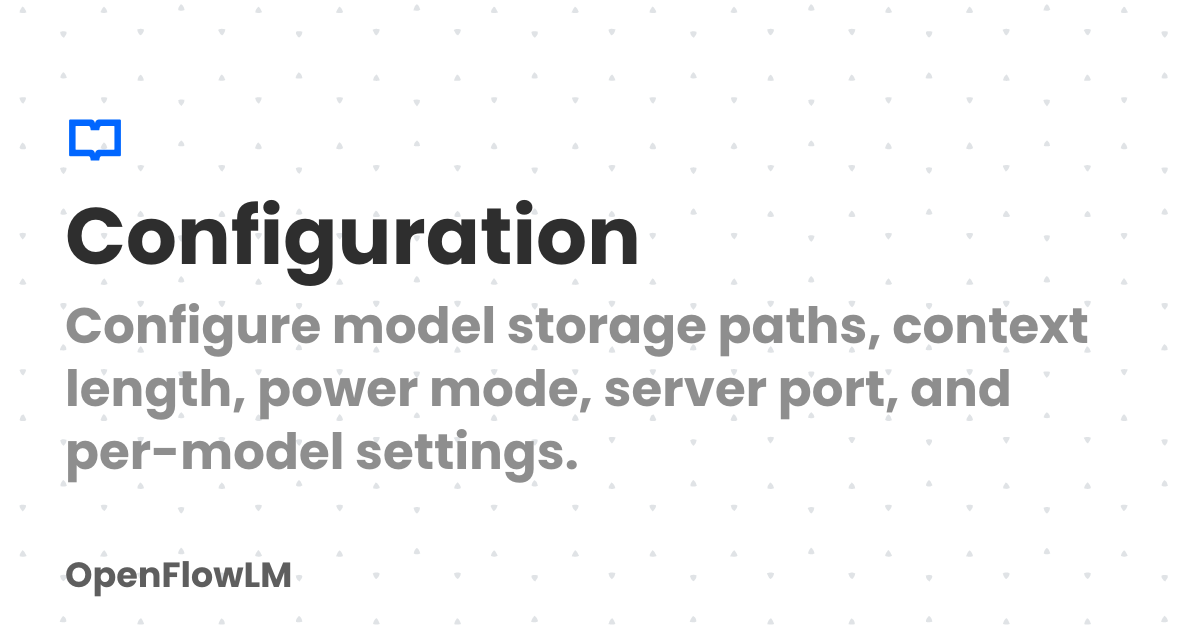 Configuration
Configure model storage paths, context
length, power mode, server port, and
per-model settings.
OpenFlowLM